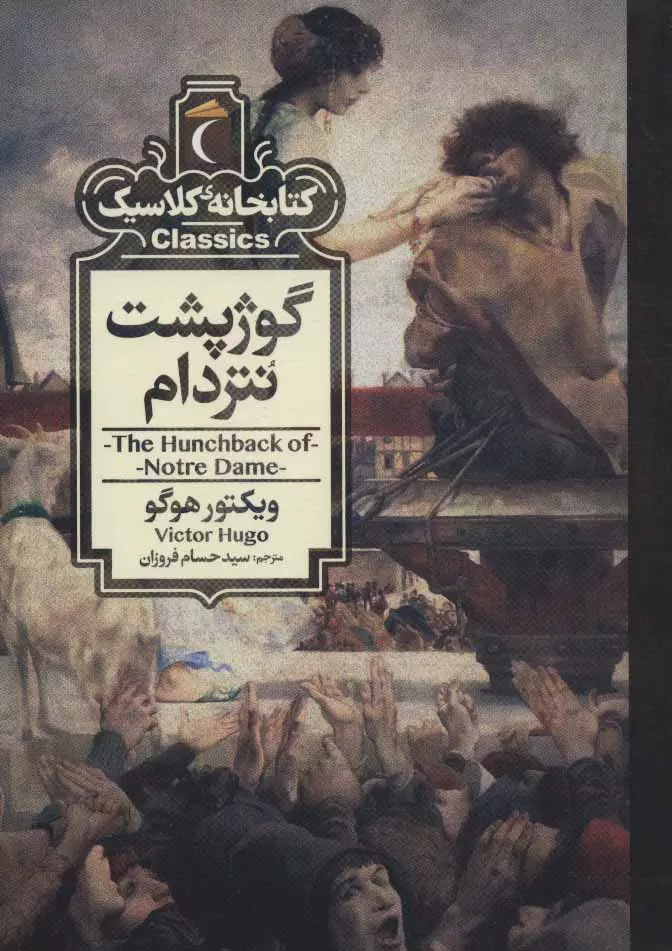 کتابخانه‌ی کلاسیک
Classics
گوژپشت
نُتردام
-The Hunchback of-
-Notre Dame-
ویکتور هوگو
Victor Hugo
مترجم: سید حسام فروزان